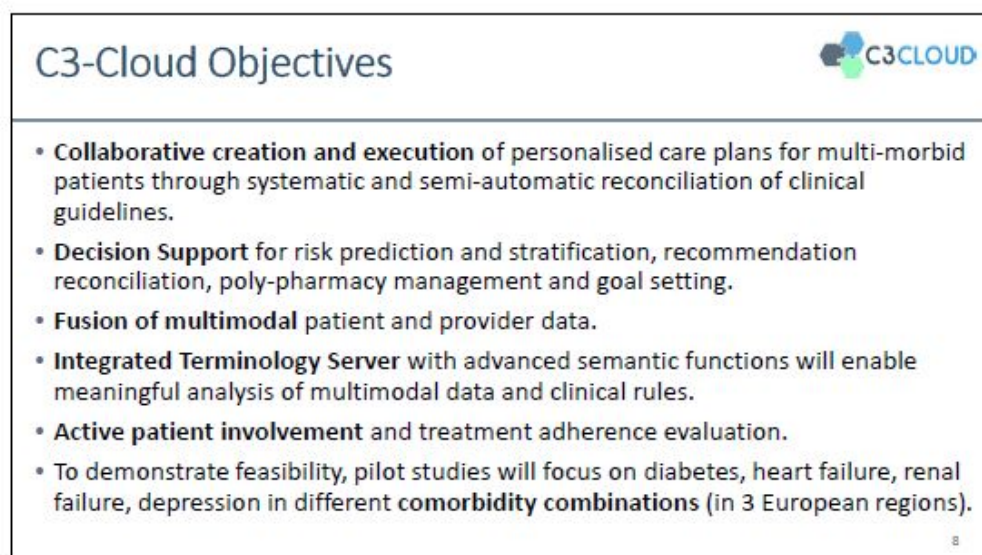 C3-Cloud Objectives
C3CLOUD
• Collaborative creation and execution of personalised care plans for multi-morbid
patients through systematic and semi-automatic reconciliation of clinical
guidelines.
• Decision Support for risk prediction and stratification, recommendation
reconciliation, poly-pharmacy management and goal setting.
• Fusion of multimodal patient and provider data.
• Integrated Terminology Server with advanced semantic functions will enable
meaningful analysis of multimodal data and clinical rules.
• Active patient involvement and treatment adherence evaluation.
• To demonstrate feasibility, pilot studies will focus on diabetes, heart failure, renal
failure, depression in different comorbidity combinations (in 3 European regions).
8